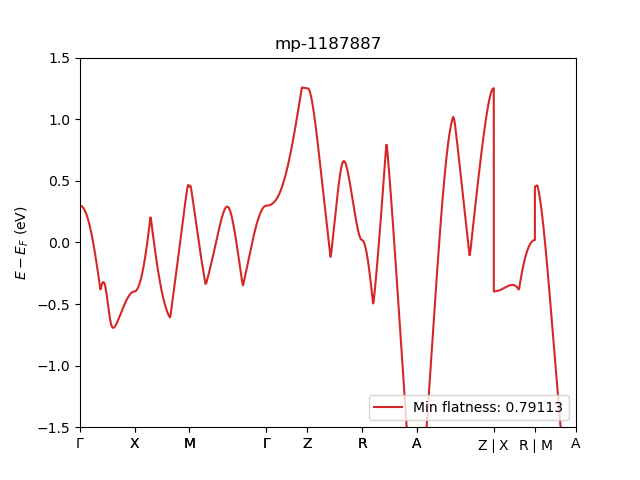 mp-1187887
1.5
1.0
0.5
0.0
−0.5
−1.0
−1.5
E − E_F (eV)
Min flatness: 0.79113
Γ X M Γ Z R A Z | X R | M A